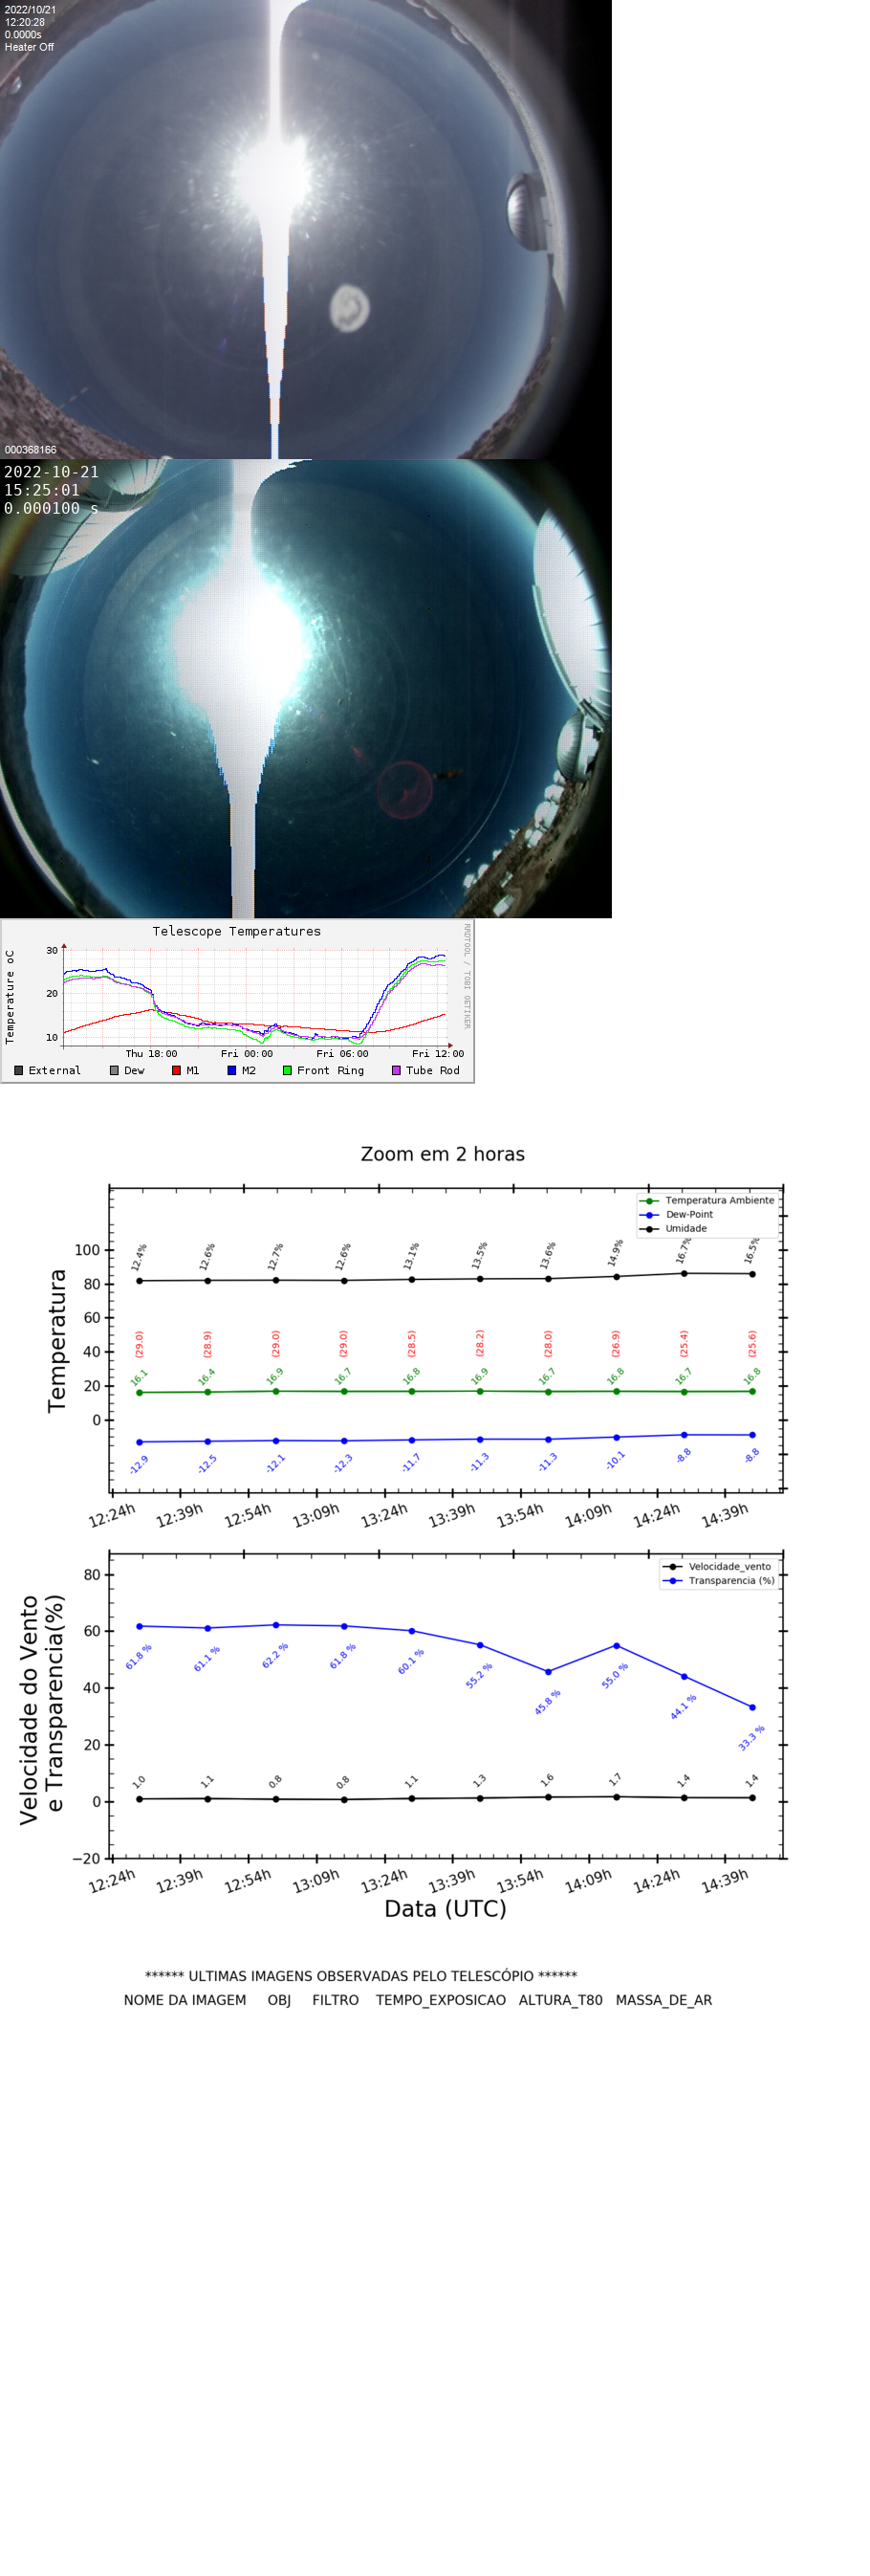 2022/10/21
12:20:28
0.0000s
Heater Off
000368166
2022-10-21
15:25:01
0.000100 s
Telescope Temperatures
RRDTOOL / TOBI OETIKER
Temperature oC
30
20
10
Thu 18:00 Fri 00:00 Fri 06:00 Fri 12:00
External Dew M1 M2 Front Ring Tube Rod
Zoom em 2 horas
Temperatura Ambiente
Dew-Point
Umidade
Temperatura
100
80
60
40
20
0
12.4% 12.6% 12.7% 12.6% 13.1% 13.5% 13.6% 14.9% 16.7% 16.5%
(29.0) (28.9) (29.0) (29.0) (28.5) (28.2) (28.0) (26.9) (25.4) (25.6)
16.1 16.4 16.9 16.7 16.8 16.9 16.7 16.8 16.7 16.8
-12.9 -12.5 -12.1 -12.3 -11.7 -11.3 -11.3 -10.1 -8.8 -8.8
12:24h 12:39h 12:54h 13:09h 13:24h 13:39h 13:54h 14:09h 14:24h 14:39h
Velocidade_vento
Transparencia (%)
Velocidade do Vento
e Transparencia(%)
80
60
40
20
0
−20
61.8 % 61.1 % 62.2 % 61.8 % 60.1 % 55.2 % 45.8 % 55.0 % 44.1 % 33.3 %
1.0 1.1 0.8 0.8 1.1 1.3 1.6 1.7 1.4 1.4
12:24h 12:39h 12:54h 13:09h 13:24h 13:39h 13:54h 14:09h 14:24h 14:39h
Data (UTC)
****** ULTIMAS IMAGENS OBSERVADAS PELO TELESCÓPIO ******
NOME DA IMAGEM OBJ FILTRO TEMPO_EXPOSICAO ALTURA_T80 MASSA_DE_AR